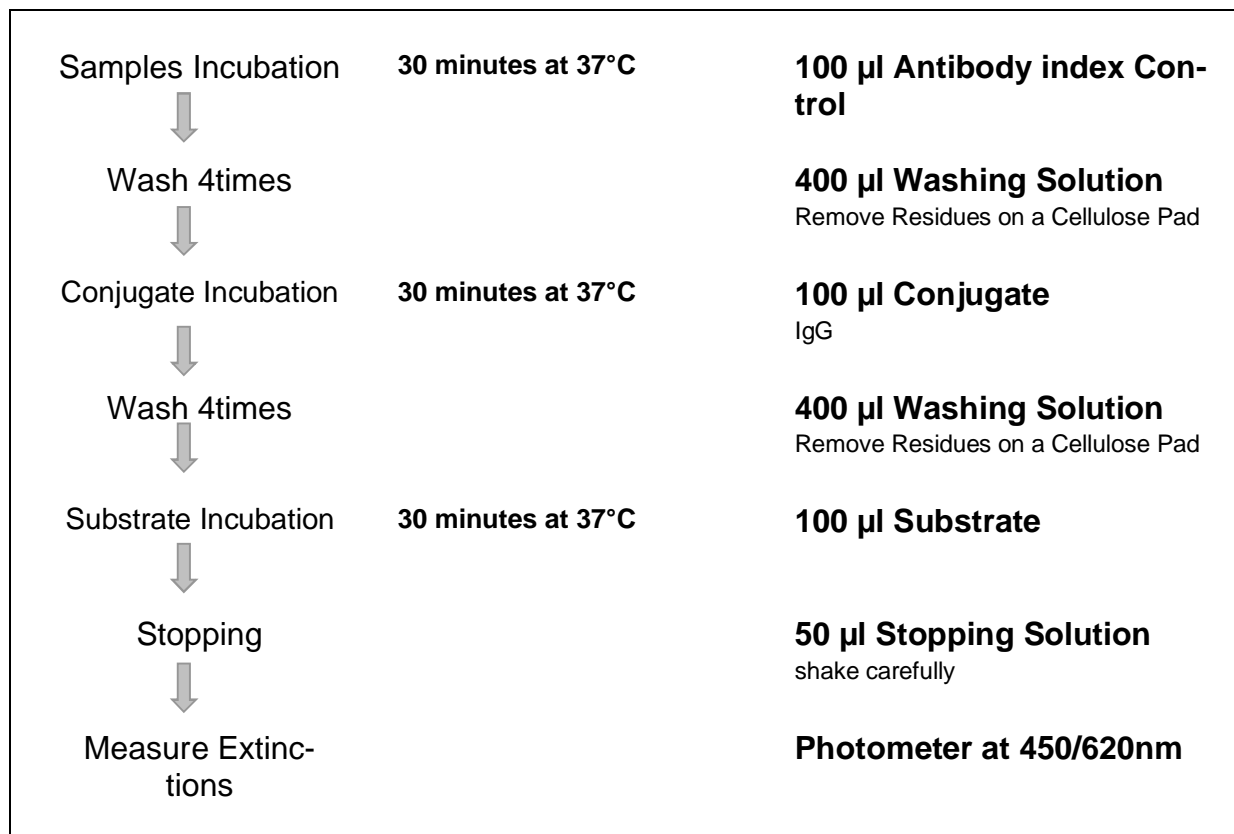 Samples Incubation 30 minutes at 37°C 100 µl Antibody index Con-
trol
Wash 4times 400 µl Washing Solution
Remove Residues on a Cellulose Pad
Conjugate Incubation 30 minutes at 37°C 100 µl Conjugate
IgG
Wash 4times 400 µl Washing Solution
Remove Residues on a Cellulose Pad
Substrate Incubation 30 minutes at 37°C 100 µl Substrate
Stopping 50 µl Stopping Solution
shake carefully
Measure Extinc- Photometer at 450/620nm
tions